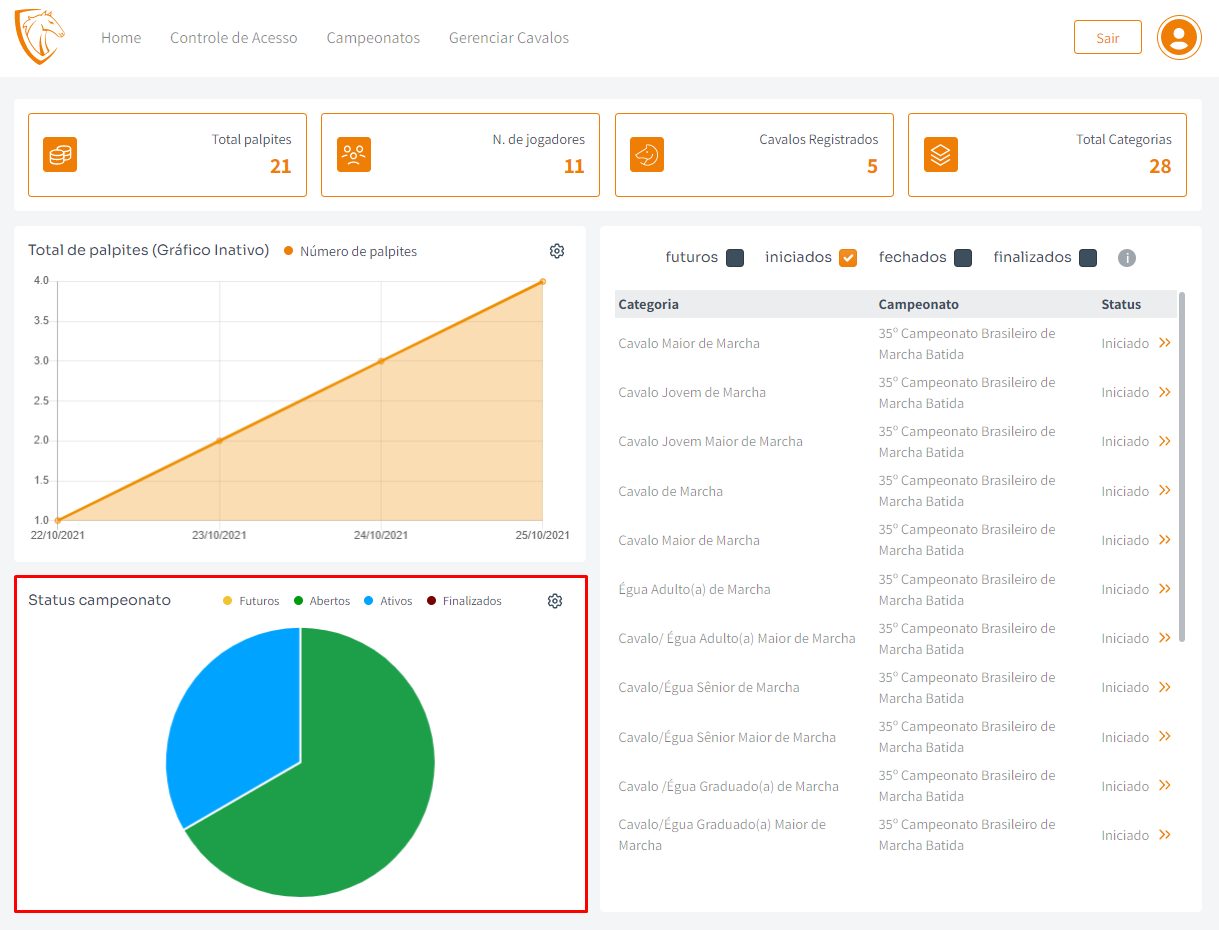 Home Controle de Acesso Campeonatos Gerenciar Cavalos Sair
Total palpites
21
N. de jogadores
11
Cavalos Registrados
5
Total Categorias
28
Total de palpites (Gráfico Inativo) Número de palpites
4.0
3.5
3.0
2.5
2.0
1.5
1.0
22/10/2021 23/10/2021 24/10/2021 25/10/2021
Status campeonato Futuros Abertos Ativos Finalizados
futuros iniciados fechados finalizados i
Categoria Campeonato Status
Cavalo Maior de Marcha 35º Campeonato Brasileiro de
Marcha Batida Iniciado
Cavalo Jovem de Marcha 35º Campeonato Brasileiro de
Marcha Batida Iniciado
Cavalo Jovem Maior de Marcha 35º Campeonato Brasileiro de
Marcha Batida Iniciado
Cavalo de Marcha 35º Campeonato Brasileiro de
Marcha Batida Iniciado
Cavalo Maior de Marcha 35º Campeonato Brasileiro de
Marcha Batida Iniciado
Égua Adulto(a) de Marcha 35º Campeonato Brasileiro de
Marcha Batida Iniciado
Cavalo/ Égua Adulto(a) Maior de Marcha 35º Campeonato Brasileiro de
Marcha Batida Iniciado
Cavalo/Égua Sênior de Marcha 35º Campeonato Brasileiro de
Marcha Batida Iniciado
Cavalo/Égua Sênior Maior de Marcha 35º Campeonato Brasileiro de
Marcha Batida Iniciado
Cavalo /Égua Graduado(a) de Marcha 35º Campeonato Brasileiro de
Marcha Batida Iniciado
Cavalo/Égua Graduado(a) Maior de 35º Campeonato Brasileiro de
Marcha Marcha Batida Iniciado